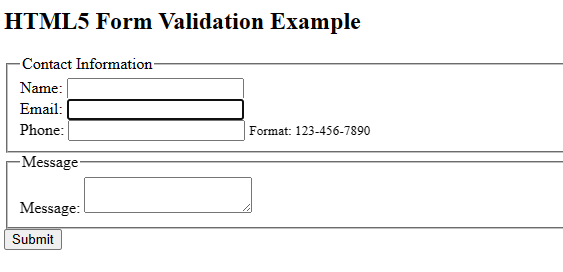 HTML5 Form Validation Example
Contact Information
Name:
Email:
Phone: Format: 123-456-7890
Message
Message:
Submit